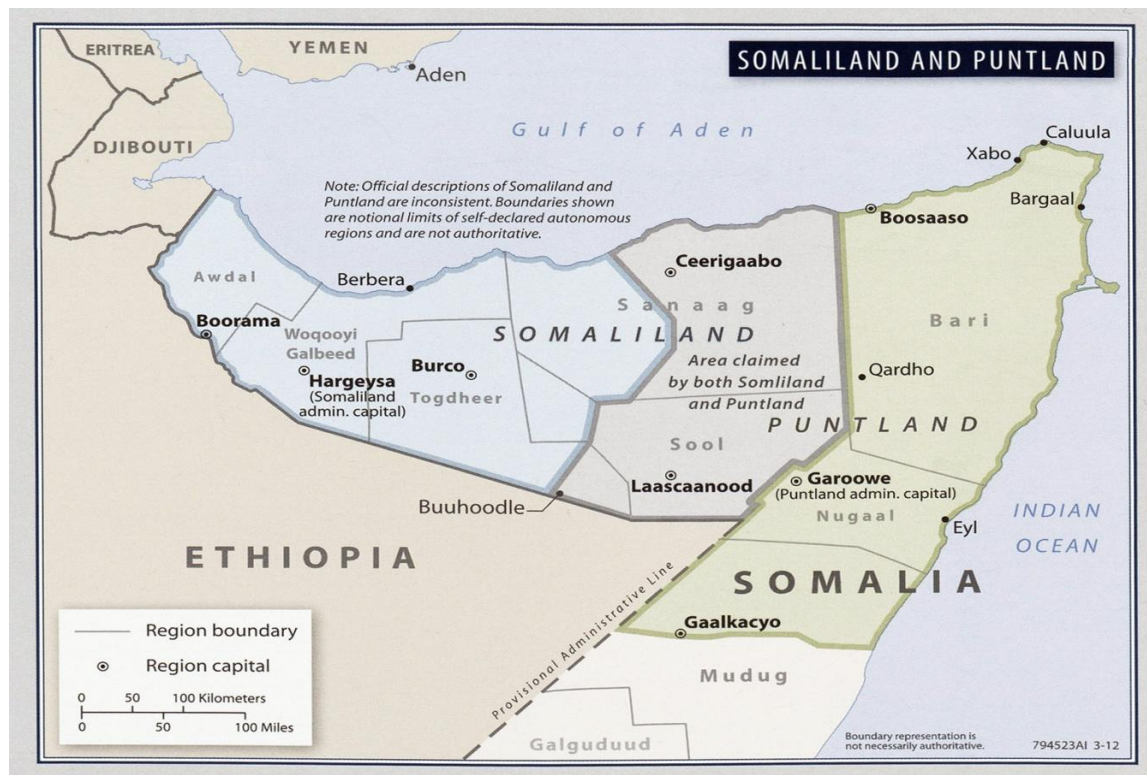 SOMALILAND AND PUNTLAND
ERITREA
YEMEN
Aden
DJIBOUTI
Gulf of Aden
Caluula
Xabo
Bargaal
Boosaaso
Note: Official descriptions of Somaliland and
Puntland are inconsistent. Boundaries shown
are notional limits of self-declared autonomous
regions and are not authoritative.
Awdal
Berbera
Ceerigaabo
Sanaag
Boorama
Woqooyi
Galbeed
SOMALILAND
Bari
Hargeysa
(Somaliland
admin. capital)
Burco
Togdheer
Area claimed
by both Somliland
and Puntland
Qardho
PUNTLAND
Sool
Laascaanood
Garoowe
(Puntland admin. capital)
Nugaal
Buuhoodle
Eyl
INDIAN
OCEAN
ETHIOPIA
SOMALIA
Provisional Administrative Line
Gaalkacyo
Mudug
Galguduud
Region boundary
Region capital
0 50 100 Kilometers
0 50 100 Miles
Boundary representation is
not necessarily authoritative.
794523AI 3-12